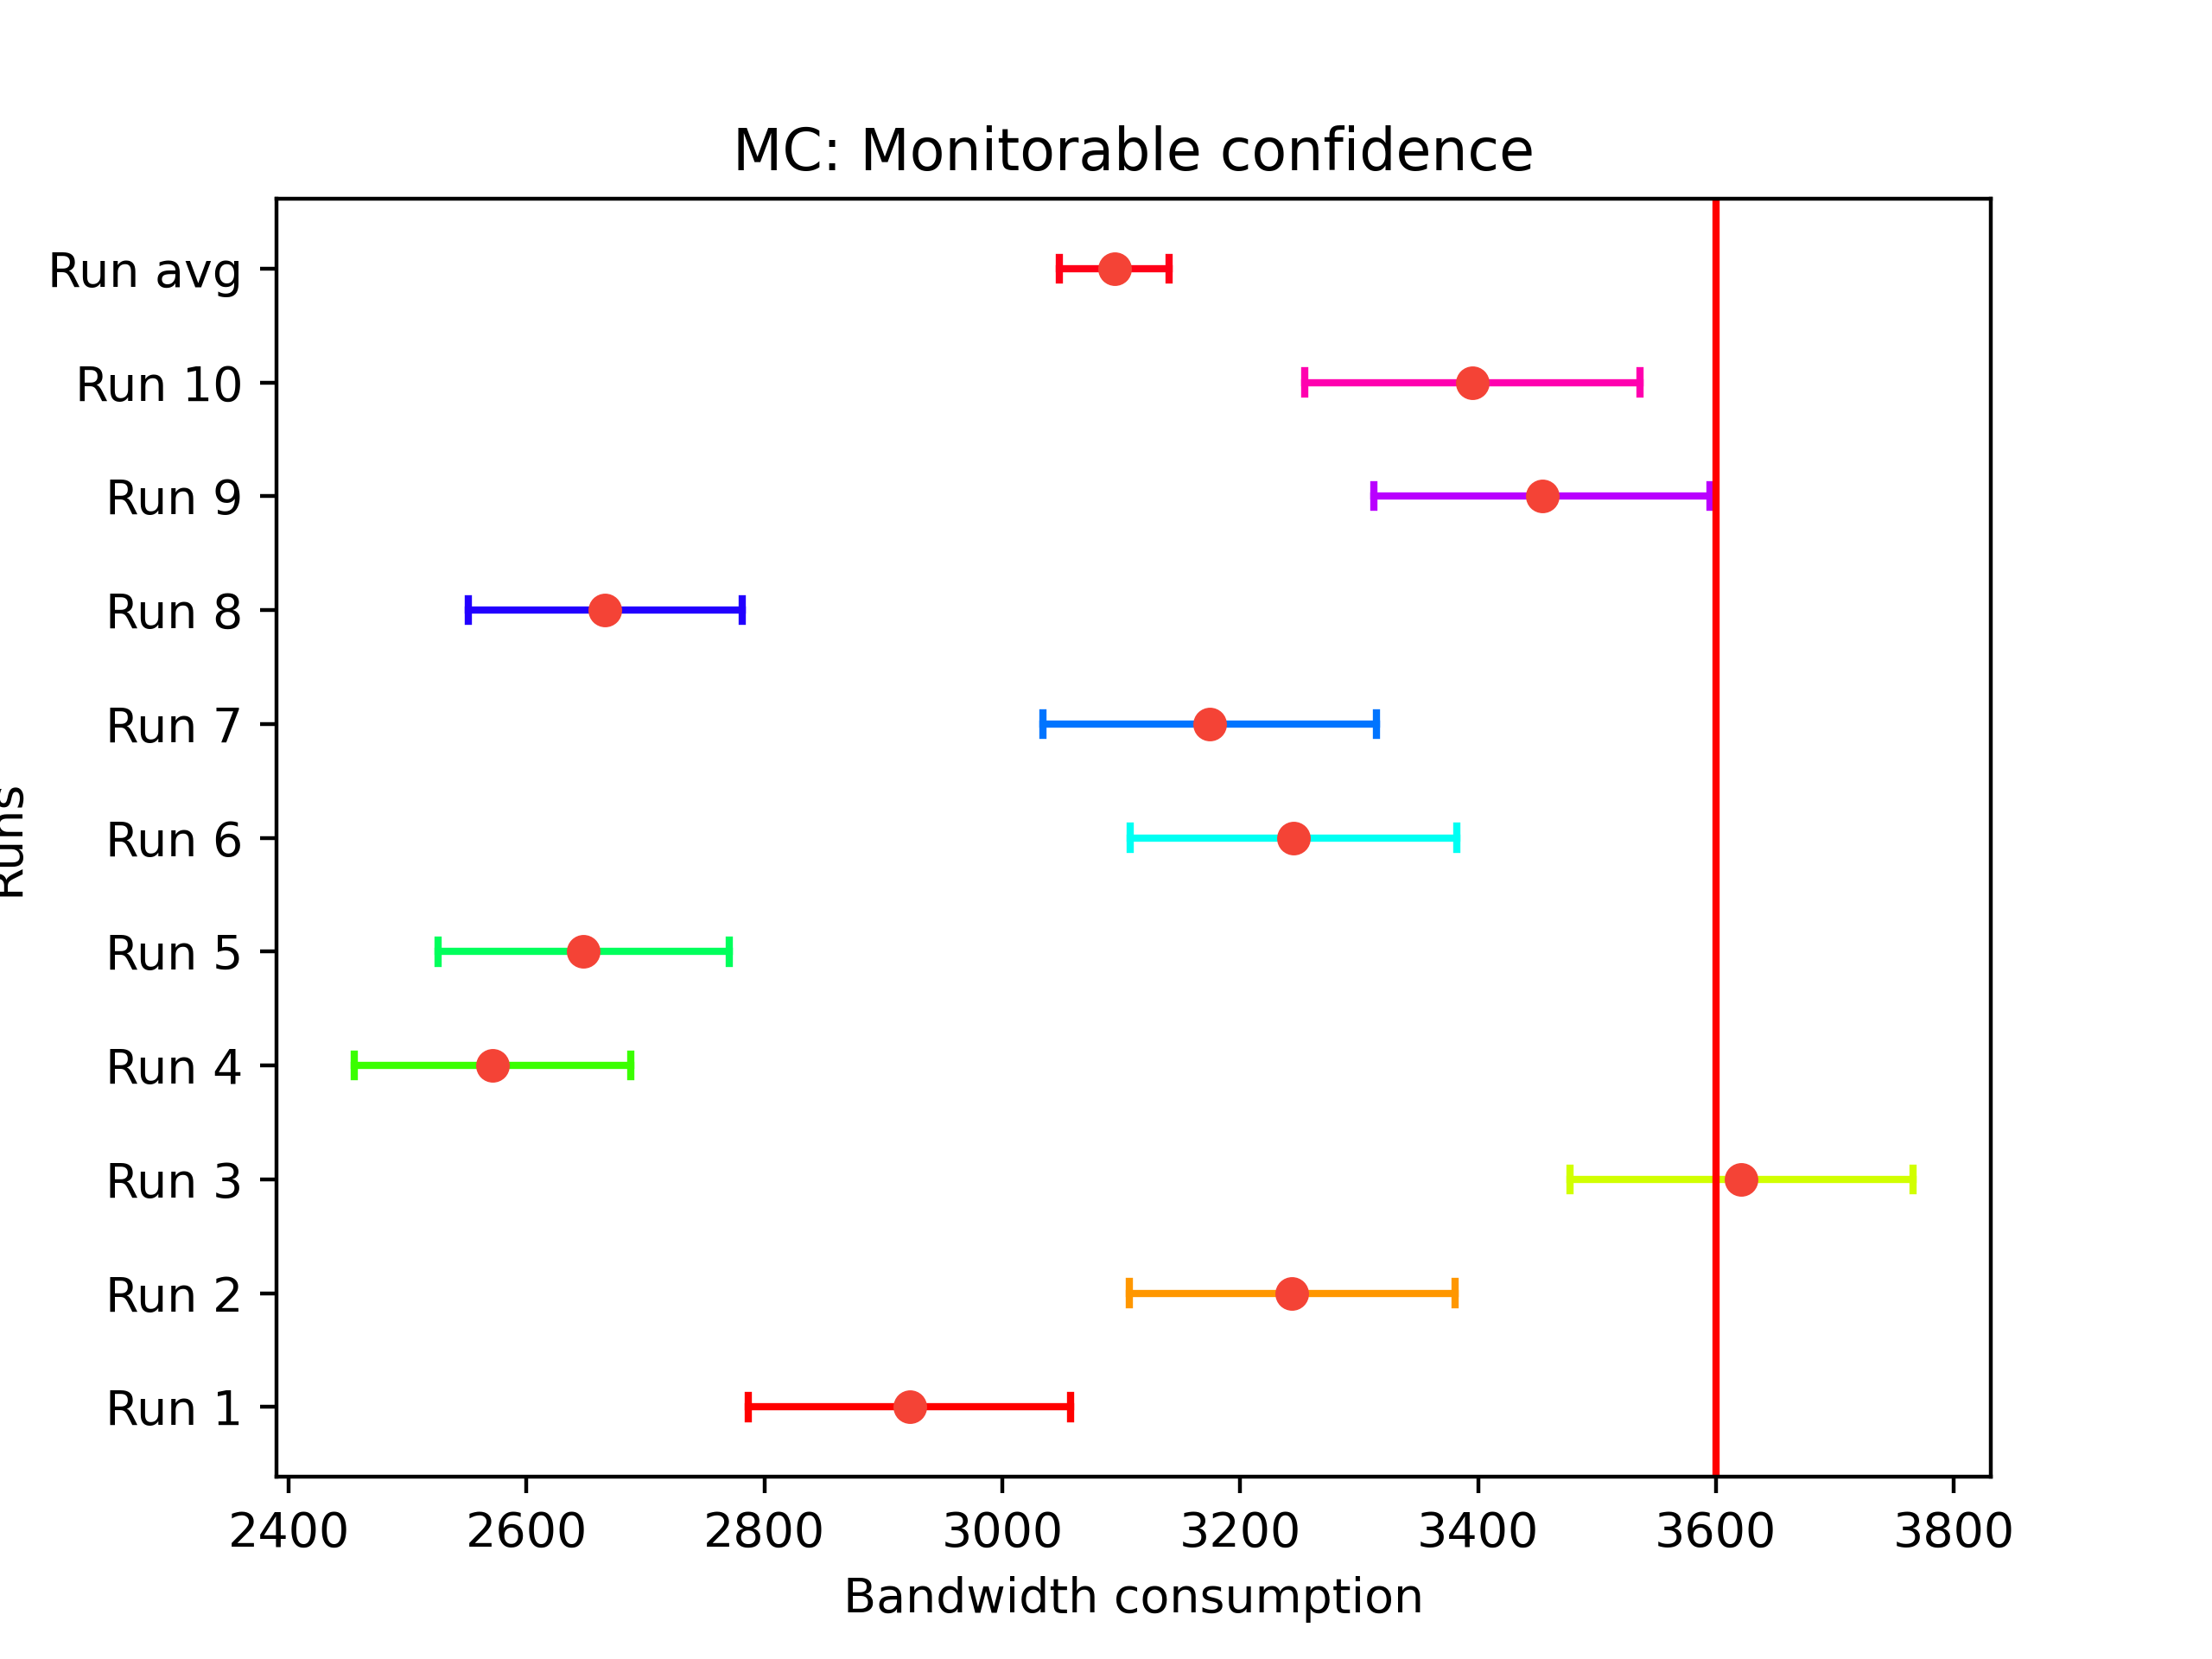 MC: Monitorable confidence
Run avg
Run 10
Run 9
Run 8
Run 7
Run 6
Runs
Run 5
Run 4
Run 3
Run 2
Run 1
2400 2600 2800 3000 3200 3400 3600 3800
Bandwidth consumption